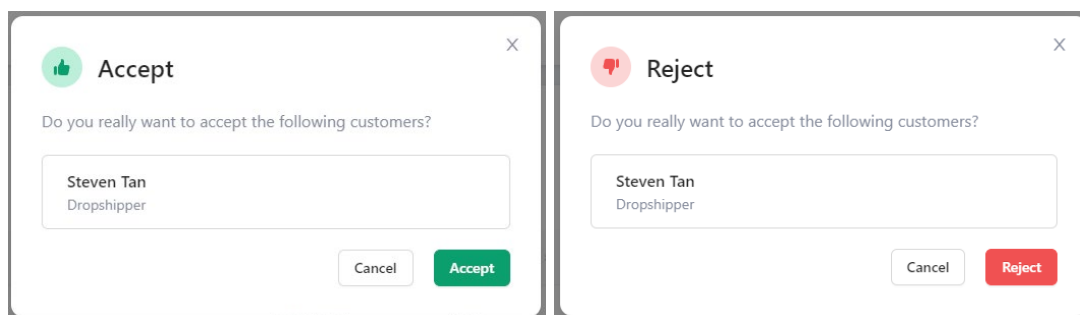 Accept
Do you really want to accept the following customers?
Steven Tan
Dropshipper
Cancel
Accept
Reject
Do you really want to accept the following customers?
Steven Tan
Dropshipper
Cancel
Reject